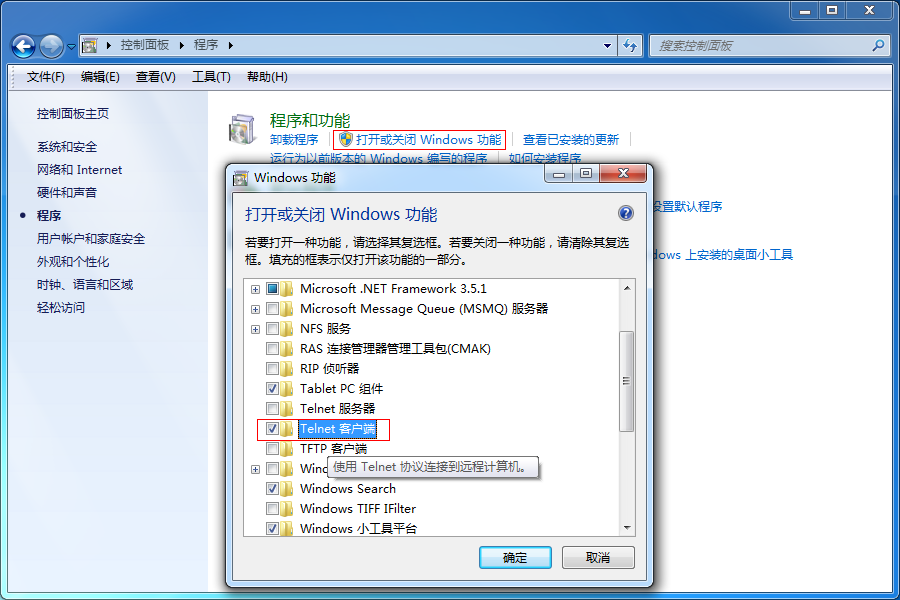 控制面板 程序
搜索控制面板
文件(F) 编辑(E) 查看(V) 工具(T) 帮助(H)
控制面板主页
系统和安全
网络和 Internet
硬件和声音
程序
用户帐户和家庭安全
外观和个性化
时钟、语言和区域
轻松访问
程序和功能
卸载程序 打开或关闭 Windows 功能 查看已安装的更新
运行为以前版本的 Windows 编写的程序 如何安装程序
设置默认程序
dows 上安装的桌面小工具
Windows 功能
打开或关闭 Windows 功能
若要打开一种功能，请选择其复选框。若要关闭一种功能，请清除其复选
框。填充的框表示仅打开该功能的一部分。
Microsoft .NET Framework 3.5.1
Microsoft Message Queue (MSMQ) 服务器
NFS 服务
RAS 连接管理器管理工具包(CMAK)
RIP 侦听器
Tablet PC 组件
Telnet 服务器
Telnet 客户端
TFTP 客户端
Wind
使用 Telnet 协议连接到远程计算机。
Windows Search
Windows TIFF IFilter
Windows 小工具平台
确定 取消